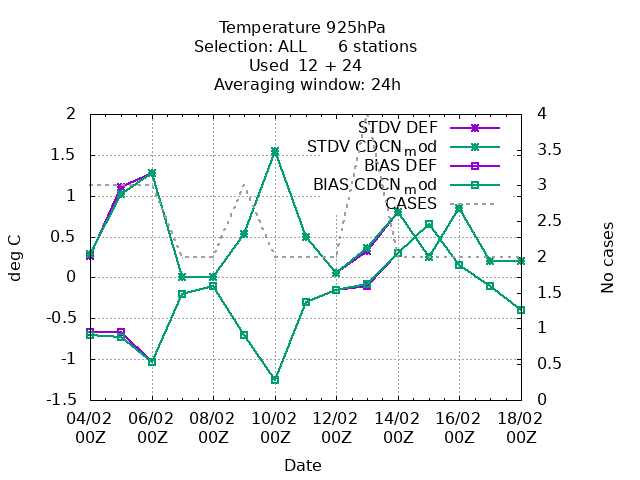 Temperature 925hPa
Selection: ALL      6 stations
Used  12 + 24
Averaging window: 24h
STDV DEF
STDV CDCNmod
BIAS DEF
BIAS CDCNmod
CASES
2
1.5
1
0.5
0
-0.5
-1
-1.5
4
3.5
3
2.5
2
1.5
1
0.5
0
deg C
No cases
04/02 06/02 08/02 10/02 12/02 14/02 16/02 18/02
00Z 00Z 00Z 00Z 00Z 00Z 00Z 00Z
Date